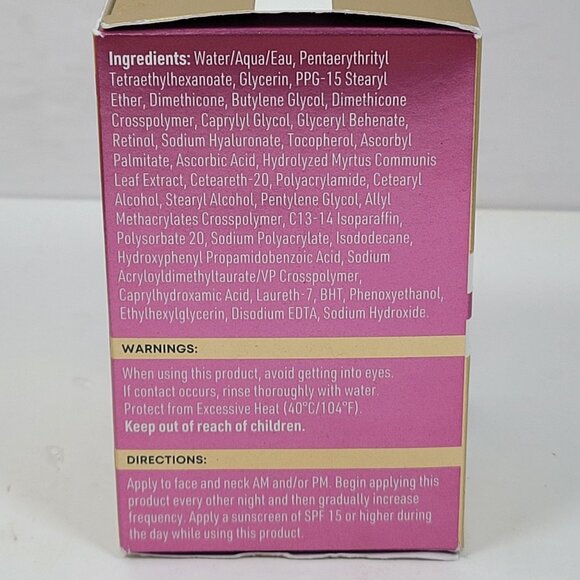 Ingredients: Water/Aqua/Eau, Pentaerythrityl
Tetraethylhexanoate, Glycerin, PPG-15 Stearyl
Ether, Dimethicone, Butylene Glycol, Dimethicone
Crosspolymer, Caprylyl Glycol, Glyceryl Behenate,
Retinol, Sodium Hyaluronate, Tocopherol, Ascorbyl
Palmitate, Ascorbic Acid, Hydrolyzed Myrtus Communis
Leaf Extract, Ceteareth-20, Polyacrylamide, Cetearyl
Alcohol, Stearyl Alcohol, Pentylene Glycol, Allyl
Methacrylates Crosspolymer, C13-14 Isoparaffin,
Polysorbate 20, Sodium Polyacrylate, Isododecane,
Hydroxyphenyl Propamidobenzoic Acid, Sodium
Acryloyldimethyltaurate/VP Crosspolymer,
Caprylhydroxamic Acid, Laureth-7, BHT, Phenoxyethanol,
Ethylhexylglycerin, Disodium EDTA, Sodium Hydroxide.
WARNINGS:
When using this product, avoid getting into eyes.
If contact occurs, rinse thoroughly with water.
Protect from Excessive Heat (40°C/104°F).
Keep out of reach of children.
DIRECTIONS:
Apply to face and neck AM and/or PM. Begin applying this
product every other night and then gradually increase
frequency. Apply a sunscreen of SPF 15 or higher during
the day while using this product.